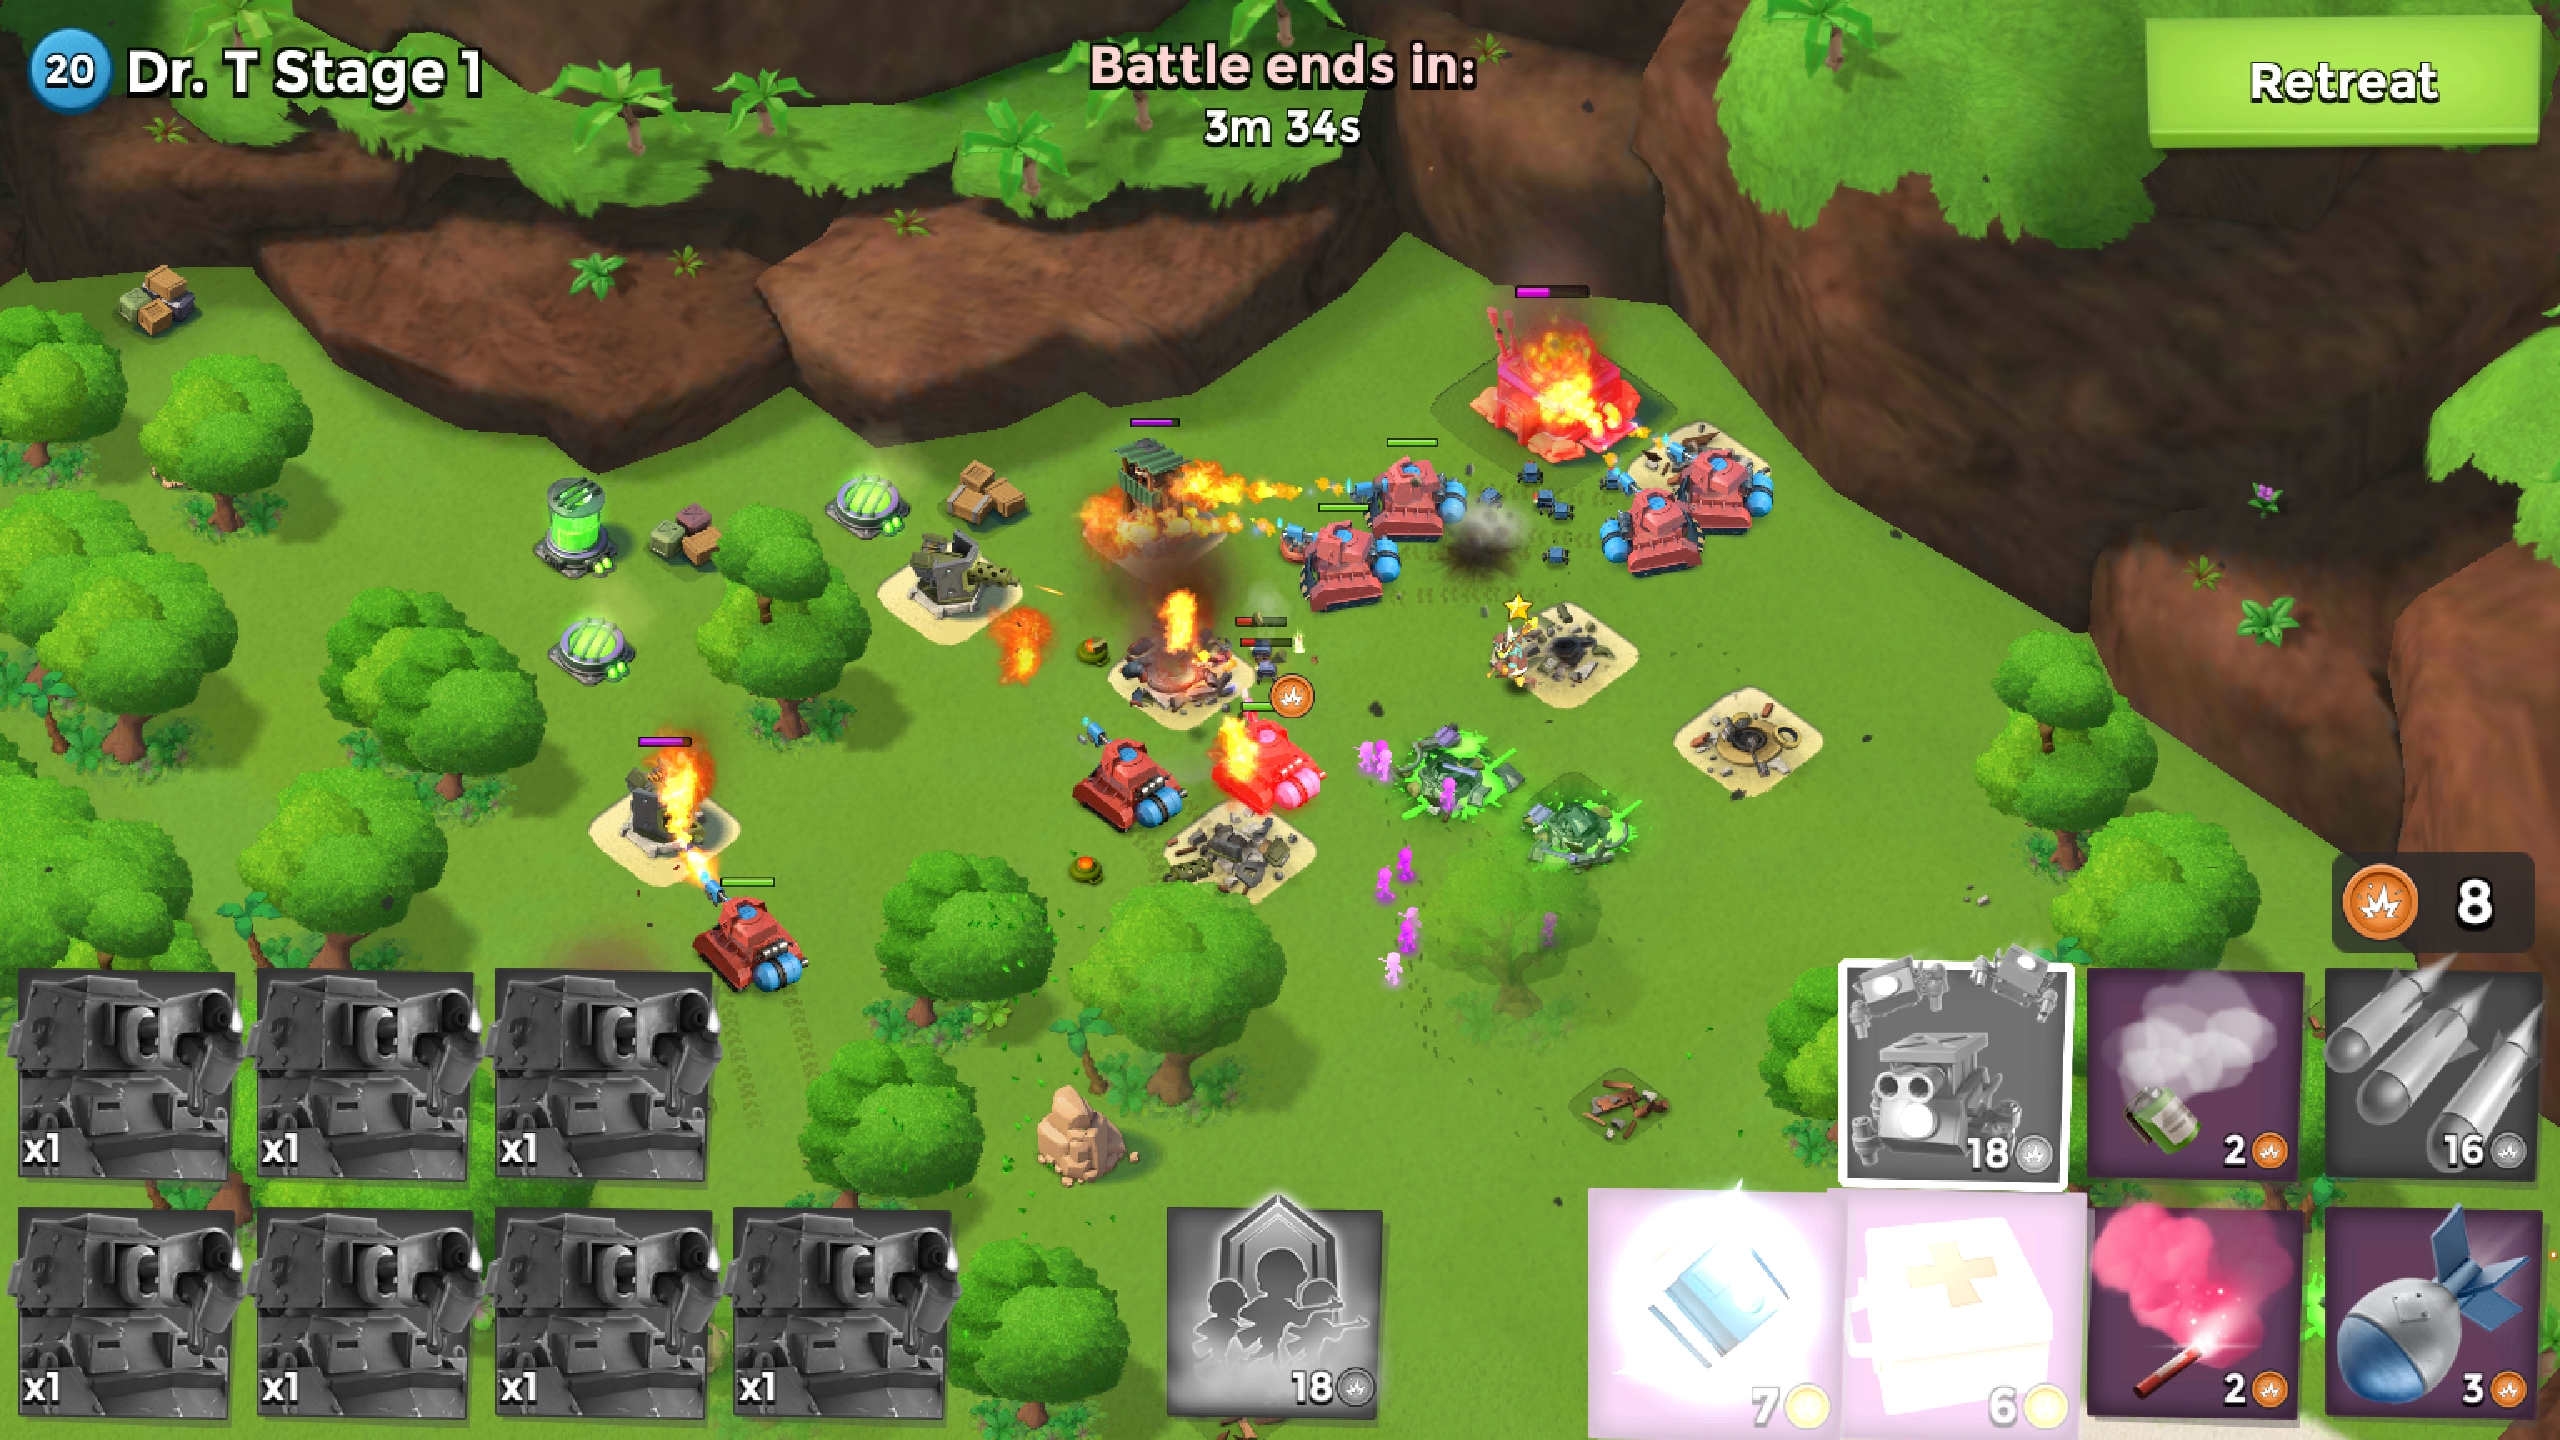 20 Dr. T Stage 1
Battle ends in:
3m 34s
Retreat
8
x1 x1 x1
18 2 16
x1 x1 x1 x1
18 7 6 2 3